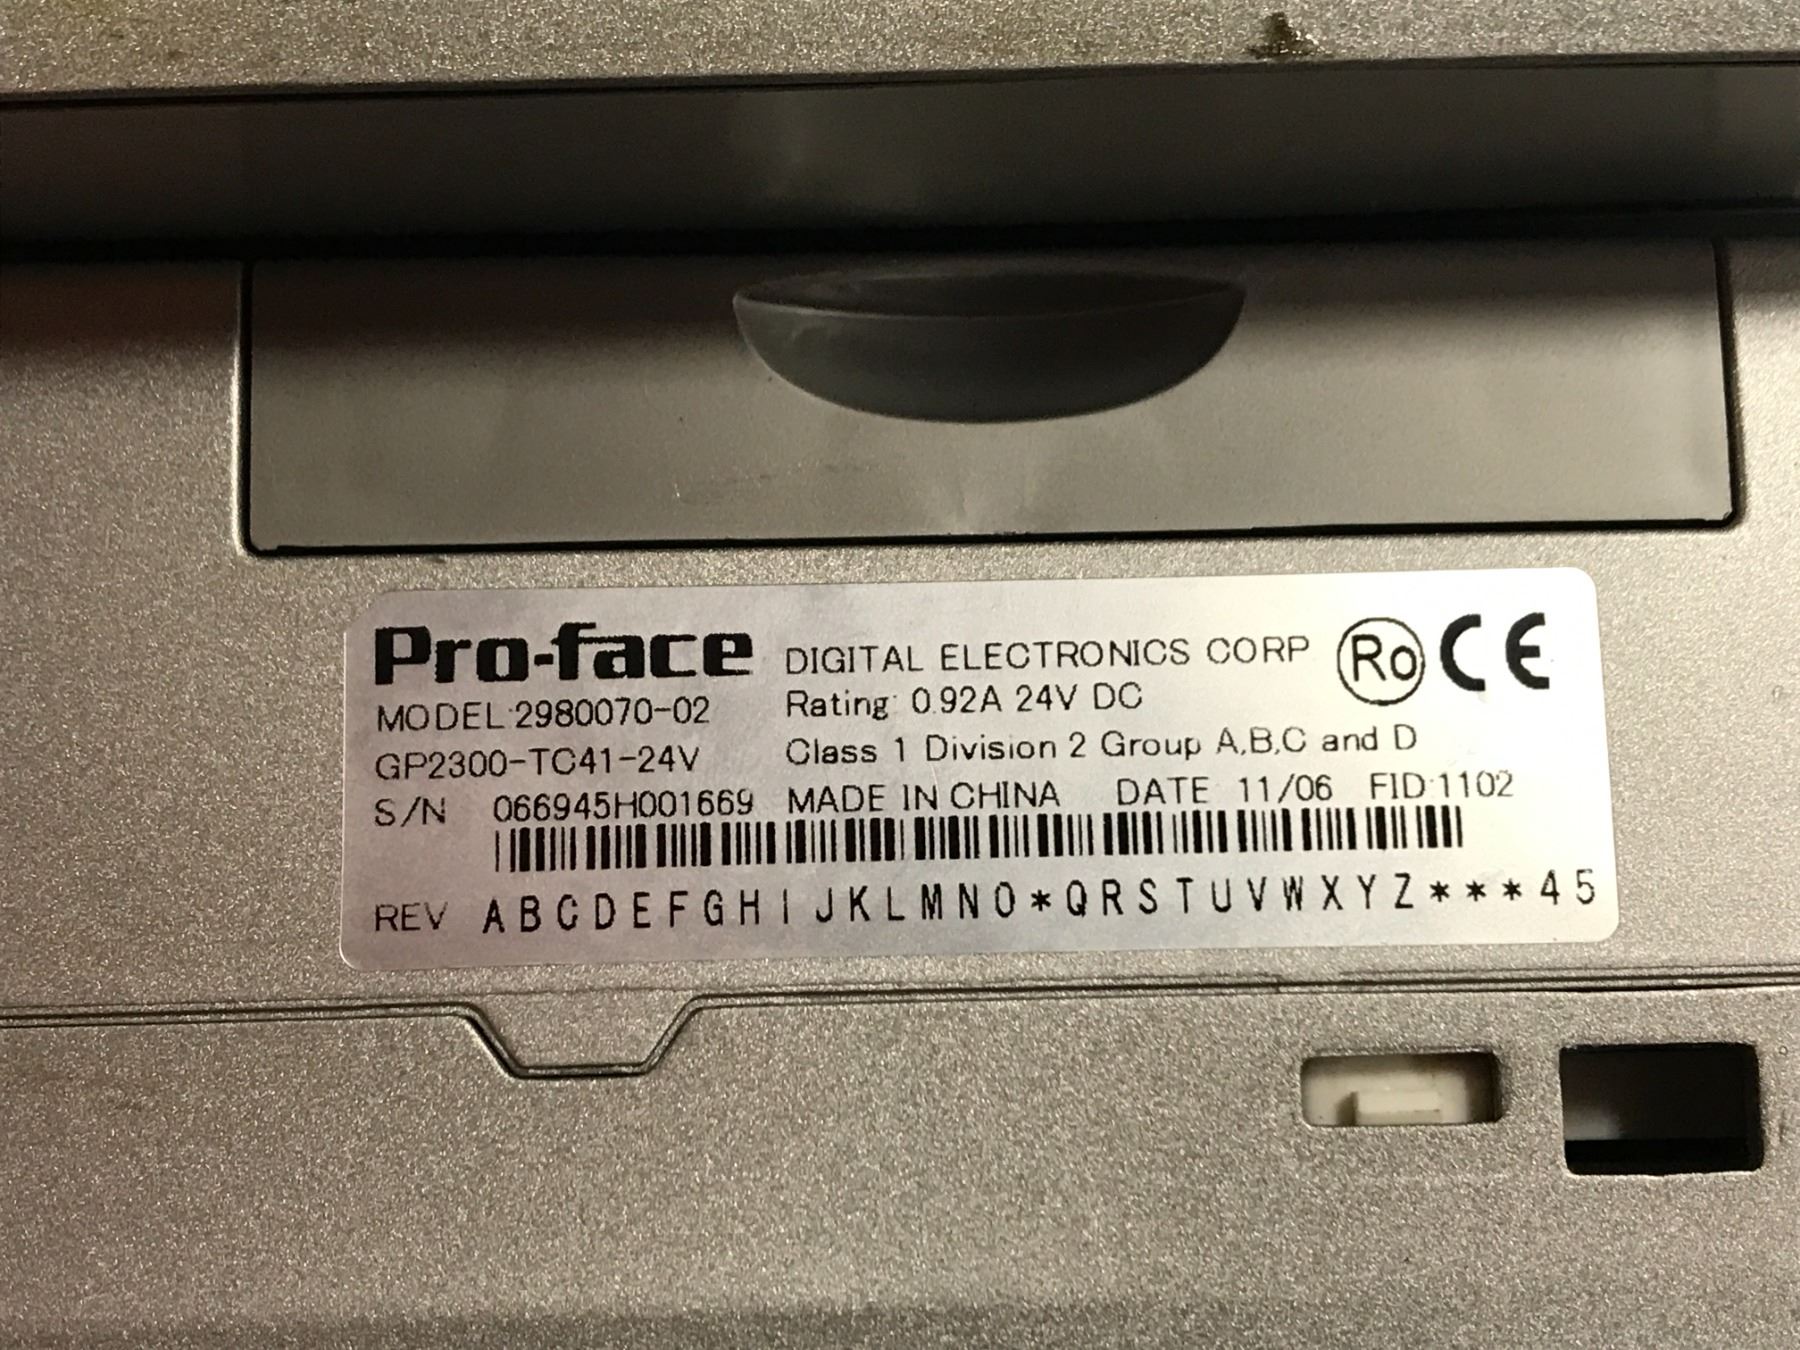 Pro-face DIGITAL ELECTRONICS CORP Ro CE
MODEL:2980070-02 Rating: 0.92A 24V DC
GP2300-TC41-24V Class 1 Division 2 Group A,B,C and D
S/N 066945H001669 MADE IN CHINA DATE 11/06 FID:1102
REV A B C D E F G H I J K L M N O * Q R S T U V W X Y Z * * * 4 5